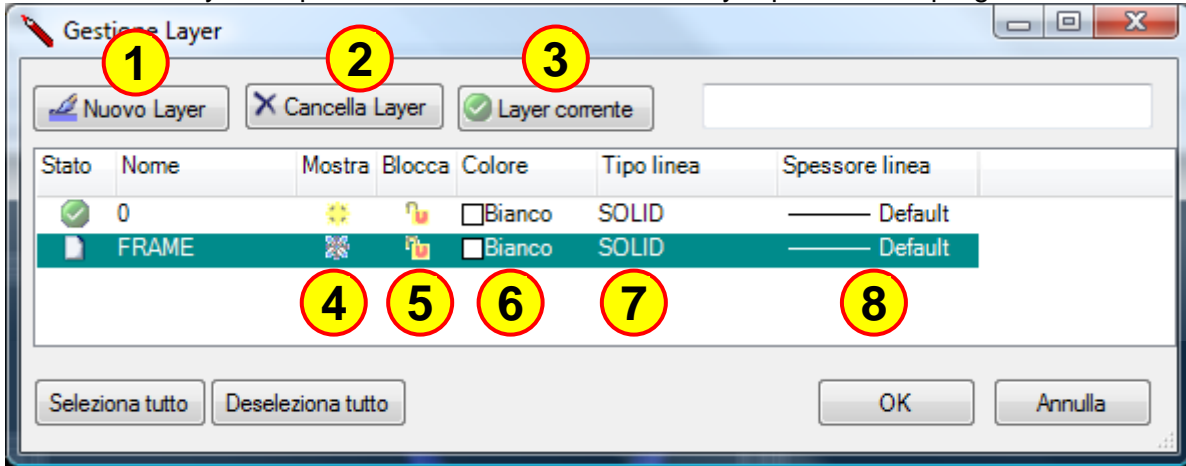 Gestione Layer
1 2 3
Nuovo Layer Cancella Layer Layer corrente
Stato Nome Mostra Blocca Colore Tipo linea Spessore linea
0 Bianco SOLID Default
FRAME Bianco SOLID Default
4 5 6 7 8
Seleziona tutto Deseleziona tutto OK Annulla